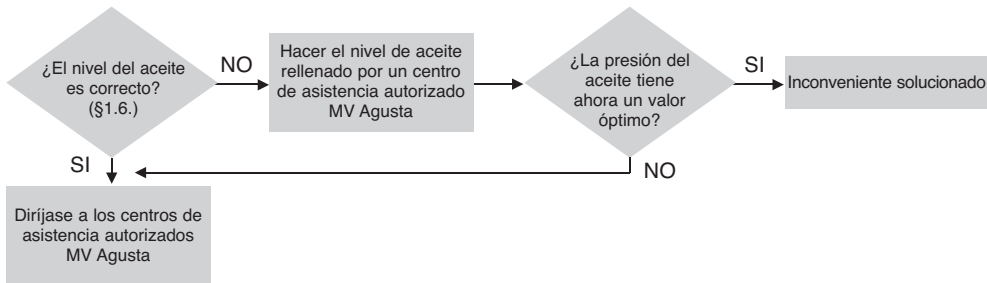 ¿El nivel del aceite
es correcto?
(§1.6.)
NO
Hacer el nivel de aceite
rellenado por un centro
de asistencia autorizado
MV Agusta
¿La presión del
aceite tiene
ahora un valor
óptimo?
SI
Inconveniente solucionado
SI
NO
Diríjase a los centros de
asistencia autorizados
MV Agusta